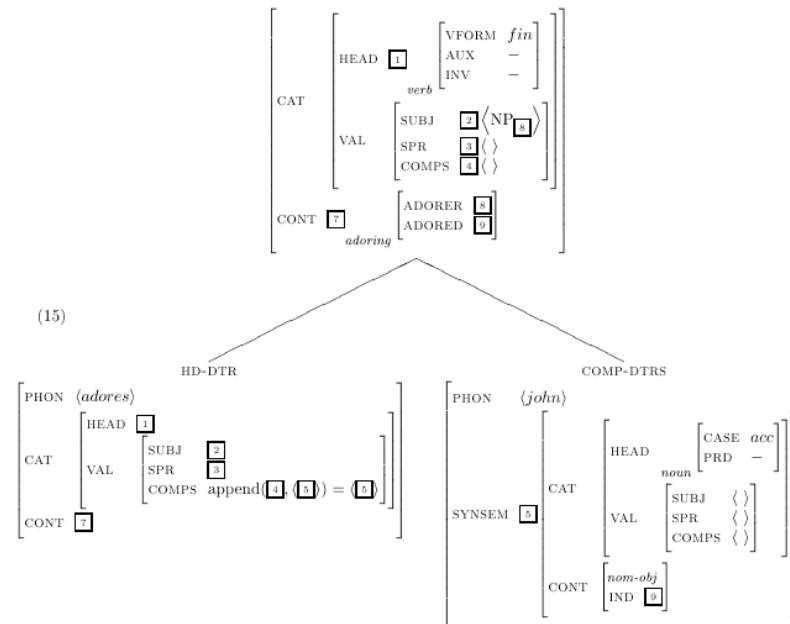 VFORM fin
AUX −
HEAD 1
INV −
verb
CAT
SUBJ 2 ⟨NP 8⟩
VAL SPR 3 ⟨ ⟩
COMPS 4 ⟨ ⟩
CONT 7 ADORER 8
ADORED 9
adoring
(15)
HD-DTR
PHON ⟨adores⟩
HEAD 1
CAT
SUBJ 2
VAL SPR 3
COMPS append(4, ⟨5⟩) = ⟨5⟩
CONT 7
COMP-DTRS
PHON ⟨john⟩
CASE acc
HEAD
PRD −
noun
CAT
SUBJ ⟨ ⟩
SYNSEM 5
VAL SPR ⟨ ⟩
COMPS ⟨ ⟩
nom-obj
CONT
IND 9